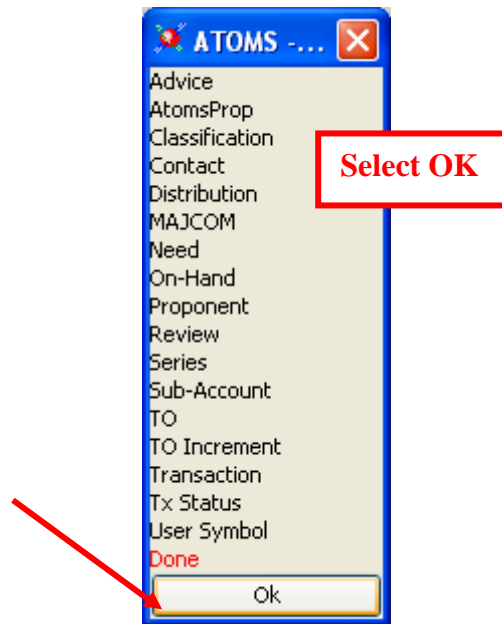 ATOMS -...
Advice
AtomsProp
Classification
Contact
Distribution
MAJCOM
Need
On-Hand
Proponent
Review
Series
Sub-Account
TO
TO Increment
Transaction
Tx Status
User Symbol
Done
Ok
Select OK